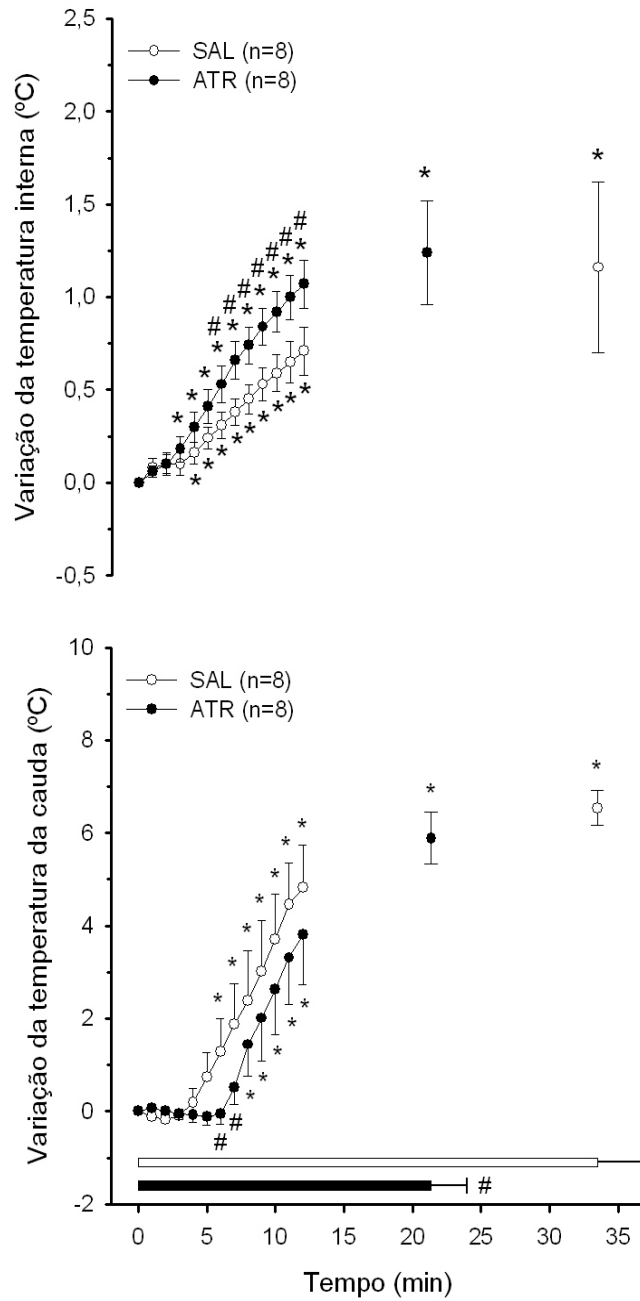 2,5
2,0
1,5
1,0
0,5
0,0
-0,5
Variação da temperatura interna (ºC)
SAL (n=8)
ATR (n=8)
* *
# # # # # # #
* * * * * * * * * *
* * * * * * * * *
10
8
6
4
2
0
-2
Variação da temperatura da cauda (ºC)
SAL (n=8)
ATR (n=8)
* *
* * * * * * *
* * * * *
# #
#
0 5 10 15 20 25 30 35
Tempo (min)